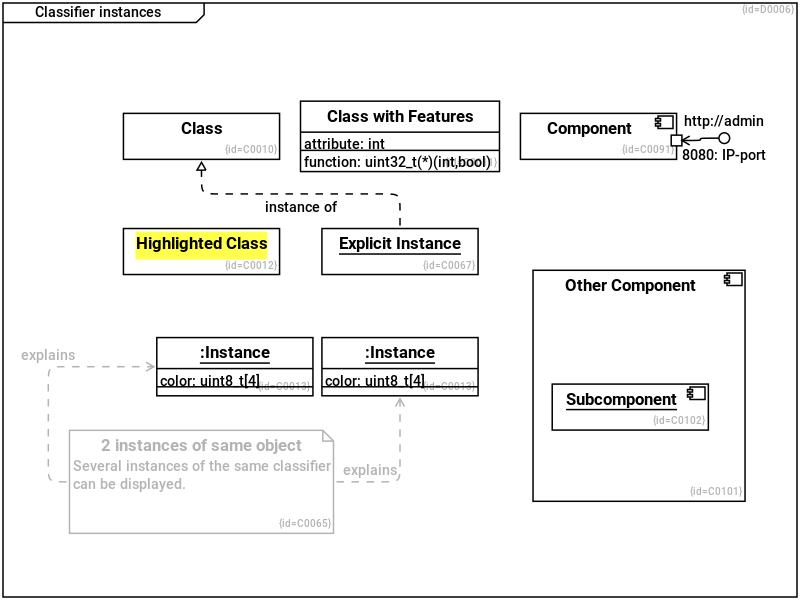 Classifier instances
{id=D0006}
Class
{id=C0010}
Class with Features
attribute: int
function: uint32_t(*)(int,bool)
Component
{id=C0091}
http://admin
8080: IP-port
instance of
Highlighted Class
{id=C0012}
Explicit Instance
{id=C0067}
Other Component
{id=C0101}
Subcomponent
{id=C0102}
explains
:Instance
color: uint8_t[4]
{id=C0013}
:Instance
color: uint8_t[4]
{id=C0013}
2 instances of same object
Several instances of the same classifier
can be displayed.
{id=C0065}
explains